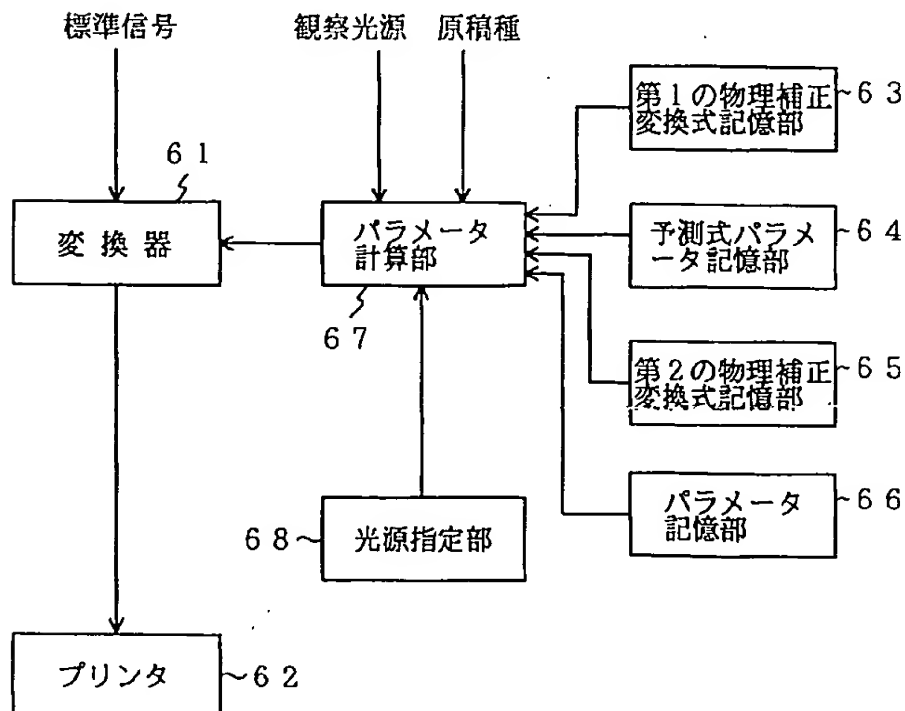 標準信号
観察光源 原稿種
第1の物理補正
変換式記憶部
63
61
変換器
パラメータ
計算部
予測式パラメ
ータ記憶部
64
67
第2の物理補正
変換式記憶部
65
68
光源指定部
パラメータ
記憶部
66
プリンタ
62